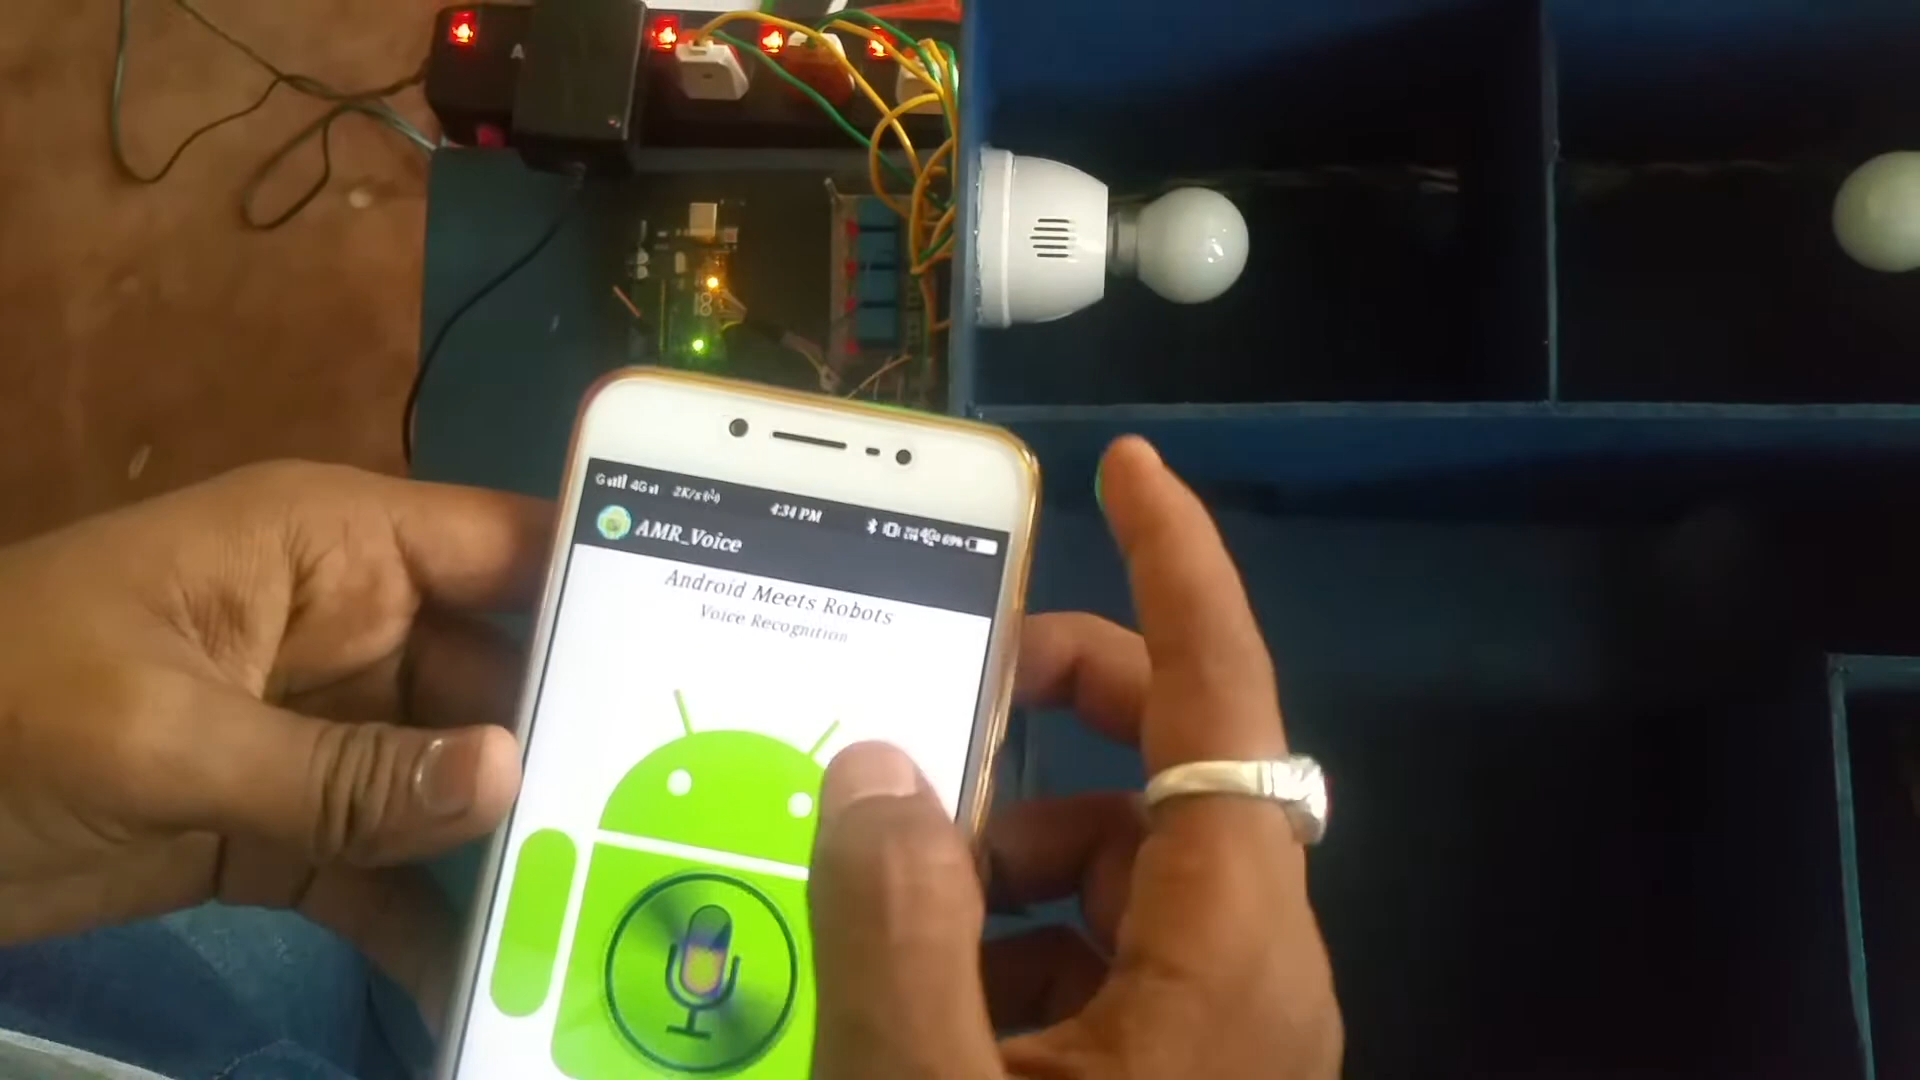 4:34 PM
AMR_Voice
Android Meets Robots
Voice Recognition